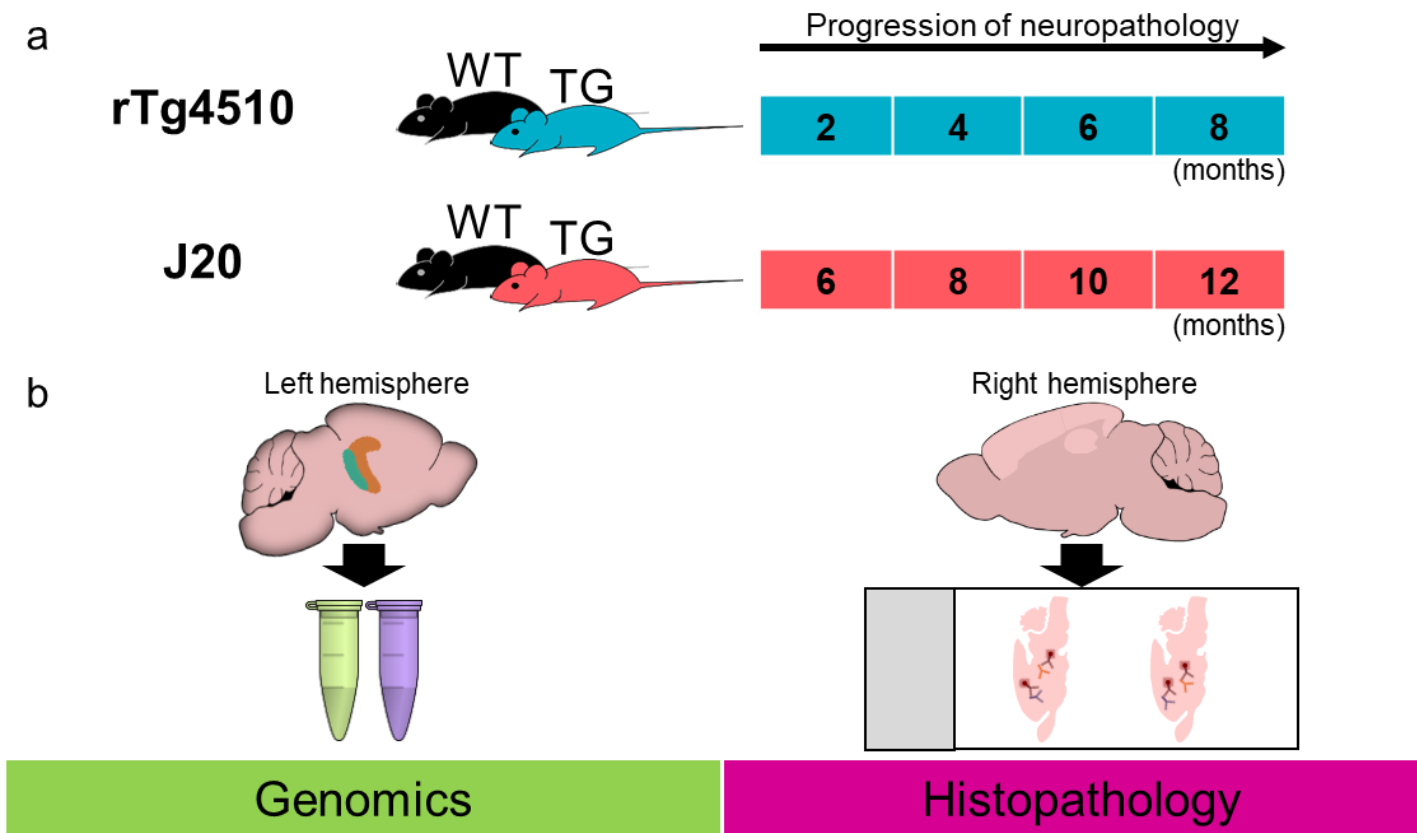 a
Progression of neuropathology
rTg4510
WT
TG
2 4 6 8
(months)
J20
WT
TG
6 8 10 12
(months)
b
Left hemisphere
Right hemisphere
Genomics
Histopathology